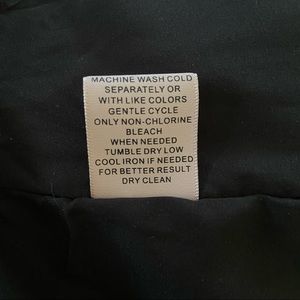 MACHINE WASH COLD
SEPARATELY OR
WITH LIKE COLORS
GENTLE CYCLE
ONLY NON-CHLORINE
BLEACH
WHEN NEEDED
TUMBLE DRY LOW
COOL IRON IF NEEDED
FOR BETTER RESULT
DRY CLEAN